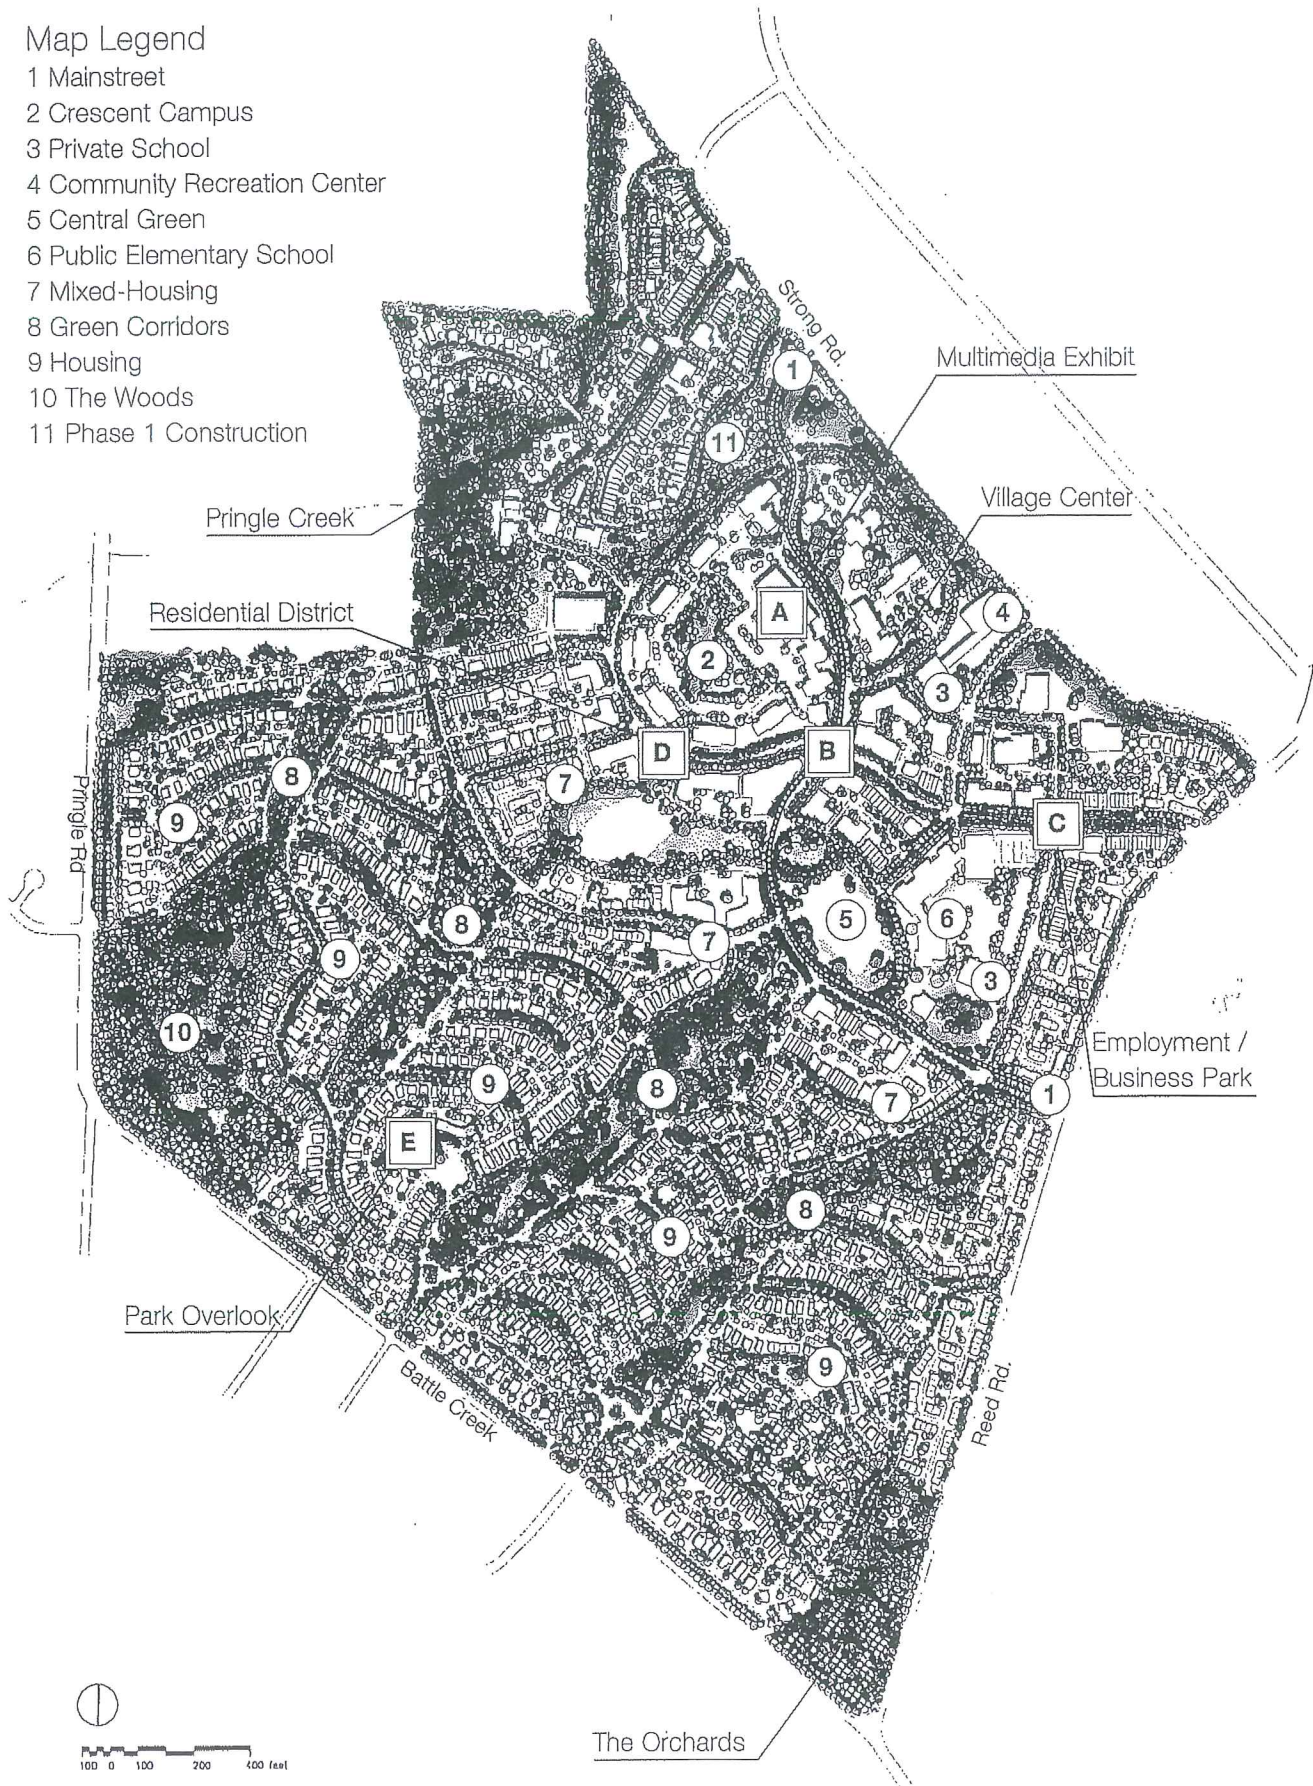 Map Legend
1 Mainstreet
2 Crescent Campus
3 Private School
4 Community Recreation Center
5 Central Green
6 Public Elementary School
7 Mixed-Housing
8 Green Corridors
9 Housing
10 The Woods
11 Phase 1 Construction
Strong Rd.
1
Multimedia Exhibit
11
Village Center
Pringle Creek
Residential District
A
4
2
3
D
B
7
8
Pringle Rd
9
C
8
5
6
7
9
3
10
Employment /
Business Park
9
8
7
1
E
8
9
Park Overlook
9
Battle Creek
Reed Rd.
The Orchards
100 0 100 200 400 feet